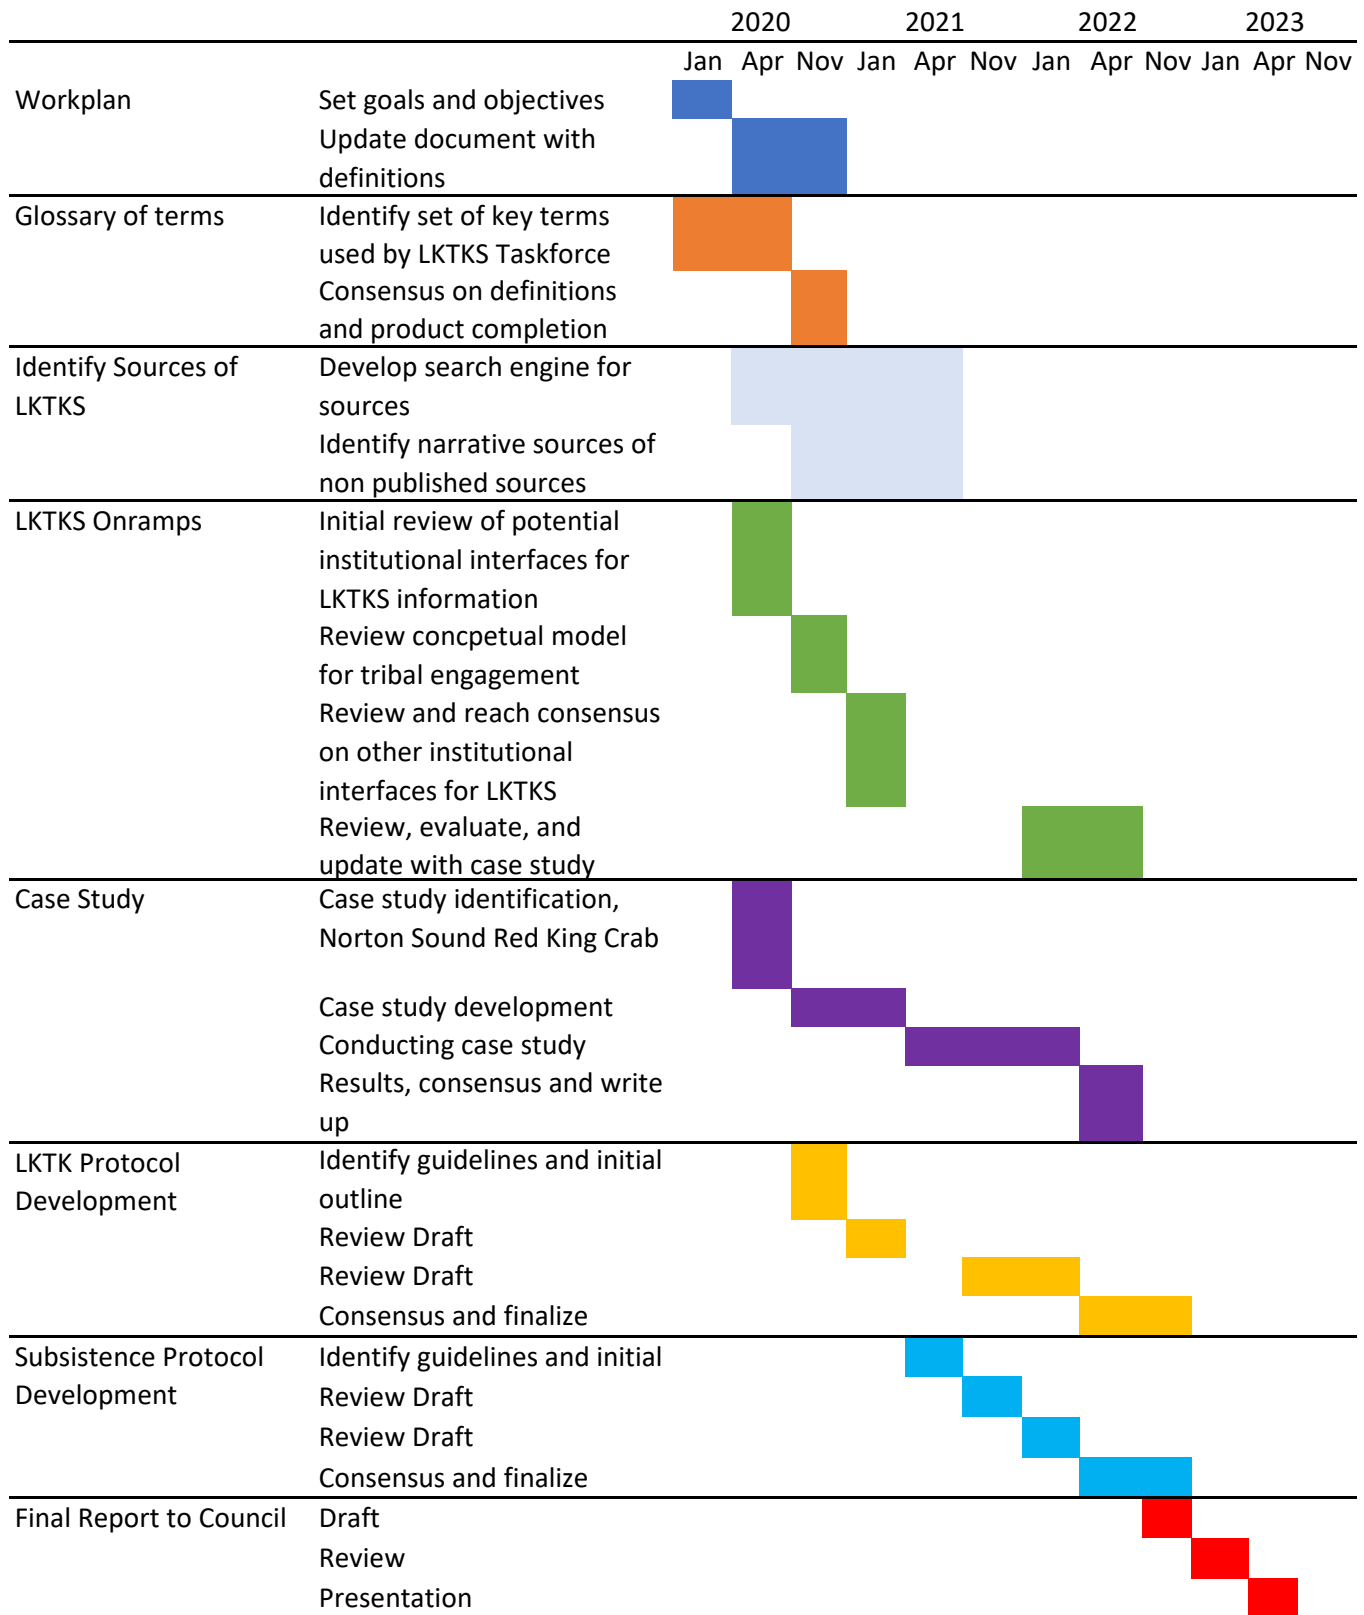 2020 2021 2022 2023
Jan Apr Nov Jan Apr Nov Jan Apr Nov Jan Apr Nov
Workplan Set goals and objectives
Update document with
definitions
Glossary of terms Identify set of key terms
used by LKTKS Taskforce
Consensus on definitions
and product completion
Identify Sources of Develop search engine for
LKTKS sources
Identify narrative sources of
non published sources
LKTKS Onramps Initial review of potential
institutional interfaces for
LKTKS information
Review concpetual model
for tribal engagement
Review and reach consensus
on other institutional
interfaces for LKTKS
Review, evaluate, and
update with case study
Case Study Case study identification,
Norton Sound Red King Crab
Case study development
Conducting case study
Results, consensus and write
up
LKTK Protocol Identify guidelines and initial
Development outline
Review Draft
Review Draft
Consensus and finalize
Subsistence Protocol Identify guidelines and initial
Development Review Draft
Review Draft
Consensus and finalize
Final Report to Council Draft
Review
Presentation